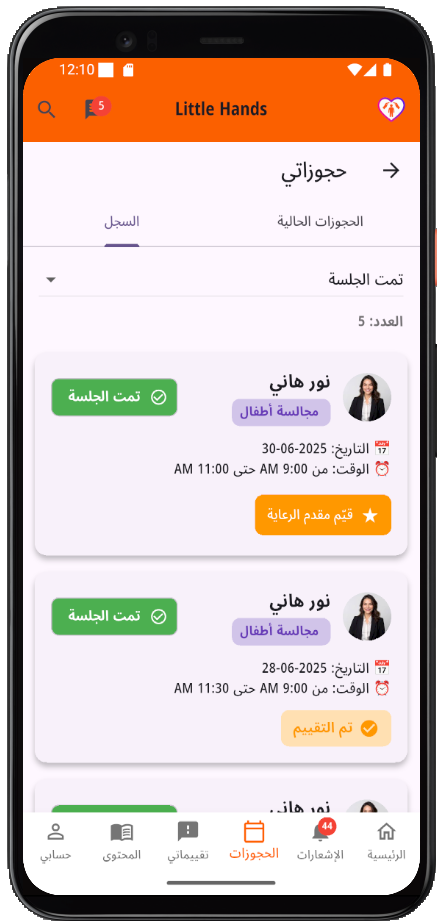 12:10
5
Little Hands
حجوزاتي
الحجوزات الحالية
السجل
تمت الجلسة
العدد: 5
نور هاني
تمت الجلسة
مجالسة أطفال
📅 التاريخ: 30-06-2025
⏰ الوقت: من 9:00 AM حتى 11:00 AM
قيّم مقدم الرعاية
نور هاني
تمت الجلسة
مجالسة أطفال
📅 التاريخ: 28-06-2025
⏰ الوقت: من 9:00 AM حتى 11:30 AM
تم التقييم
نور هاني
44
الرئيسية
الإشعارات
الحجوزات
تقييماتي
المحتوى
حسابي